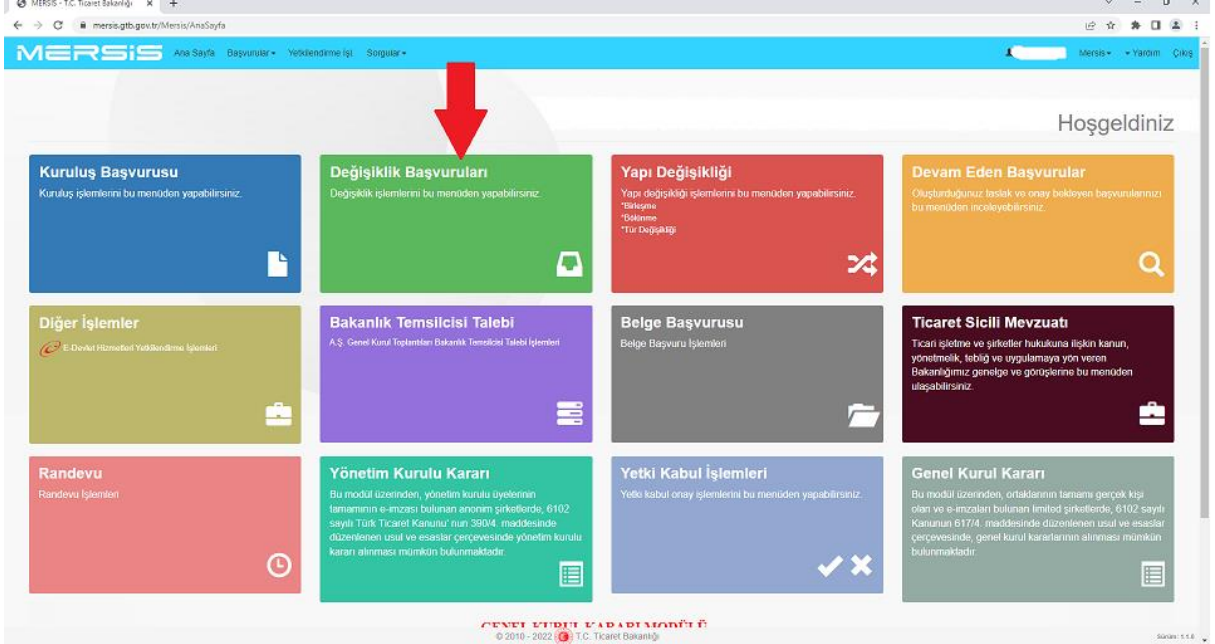 MERSİS - T.C. Ticaret Bakanlığı
mersis.gtb.gov.tr/Mersis/AnaSayfa
MERSiS Ana Sayfa Başvurular Yetkilendirme İşl. Sorgular Mersis Yardım Çıkış
Hoşgeldiniz
Kuruluş Başvurusu
Kuruluş işlemlerini bu menüden yapabilirsiniz.
Değişiklik Başvuruları
Değişiklik işlemlerini bu menüden yapabilirsiniz.
Yapı Değişikliği
Yapı değişikliği işlemlerini bu menüden yapabilirsiniz.
*Birleşme
*Bölünme
*Tür Değişikliği
Devam Eden Başvurular
Oluşturduğunuz taslak ve onay bekleyen başvurularınızı
bu menüden inceleyebilirsiniz.
Diğer İşlemler
E-Devlet Hizmetleri Yetkilendirme İşlemleri
Bakanlık Temsilcisi Talebi
A.Ş. Genel Kurul Toplantıları Bakanlık Temsilcisi Talebi İşlemleri
Belge Başvurusu
Belge Başvuru İşlemleri
Ticaret Sicili Mevzuatı
Ticari işletme ve şirketler hukukuna ilişkin kanun,
yönetmelik, tebliğ ve uygulamaya yön veren
Bakanlığımız genelge ve görüşlerine bu menüden
ulaşabilirsiniz.
Randevu
Randevu İşlemleri
Yönetim Kurulu Kararı
Bu modül üzerinden, yönetim kurulu üyelerinin
tamamının e-imzası bulunan anonim şirketlerde, 6102
sayılı Türk Ticaret Kanunu' nun 390/4. maddesinde
düzenlenen usul ve esaslar çerçevesinde yönetim kurulu
kararı alınması mümkün bulunmaktadır.
Yetki Kabul İşlemleri
Yetki kabul onay işlemlerini bu menüden yapabilirsiniz.
Genel Kurul Kararı
Bu modül üzerinden, ortaklarının tamamı gerçek kişi
olan ve e-imzaları bulunan limited şirketlerde, 6102 sayılı
Kanunun 617/4. maddesinde düzenlenen usul ve esaslar
çerçevesinde, genel kurul kararlarının alınması mümkün
bulunmaktadır.
GENEL KURUL KARARI MODÜLÜ
© 2010 - 2022 T.C. Ticaret Bakanlığı
Sürüm: 1.1.8